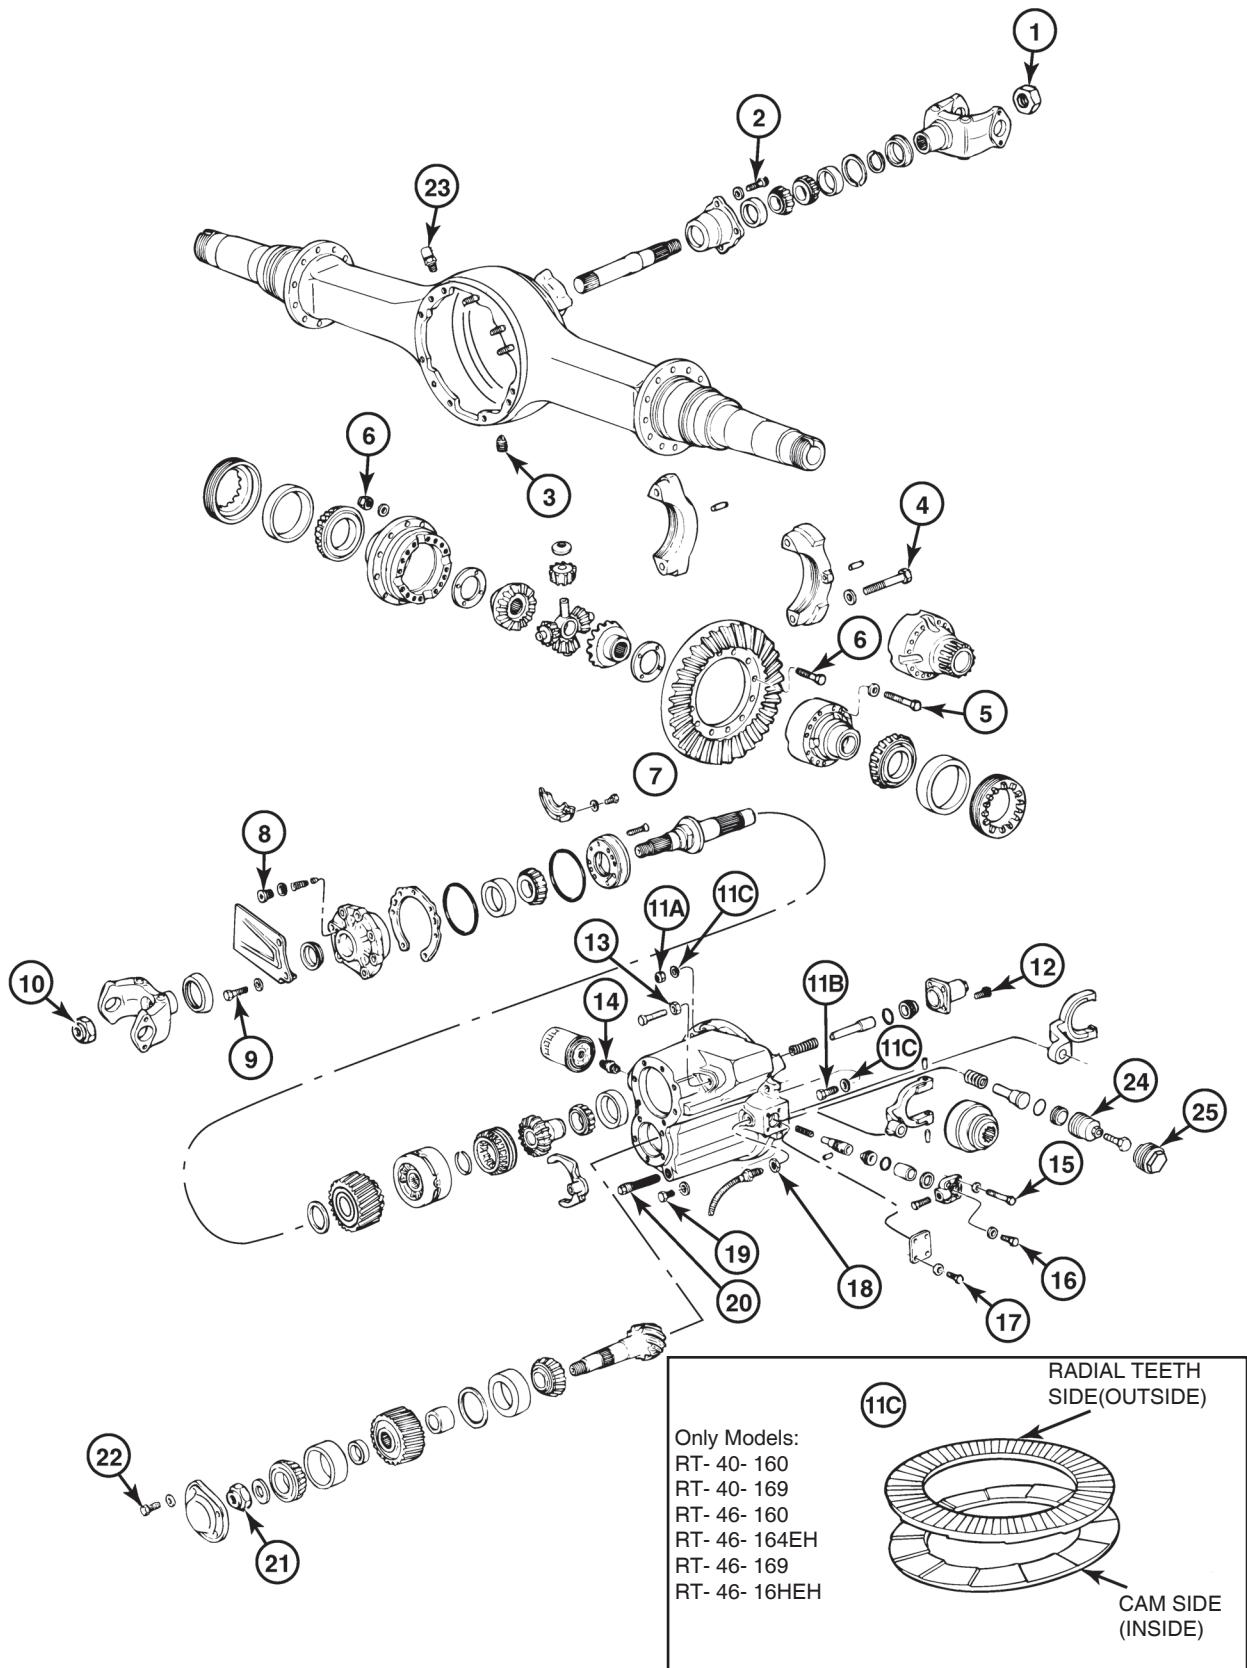 1
2
23
6
3
4
6
5
7
8
11A
11C
13
12
10
14
11B
9
11C
24
25
15
19
16
18
20
17
RADIAL TEETH
SIDE(OUTSIDE)
11C
Only Models:
RT- 40- 160
RT- 40- 169
RT- 46- 160
RT- 46- 164EH
RT- 46- 169
RT- 46- 16HEH
22
21
CAM SIDE
(INSIDE)